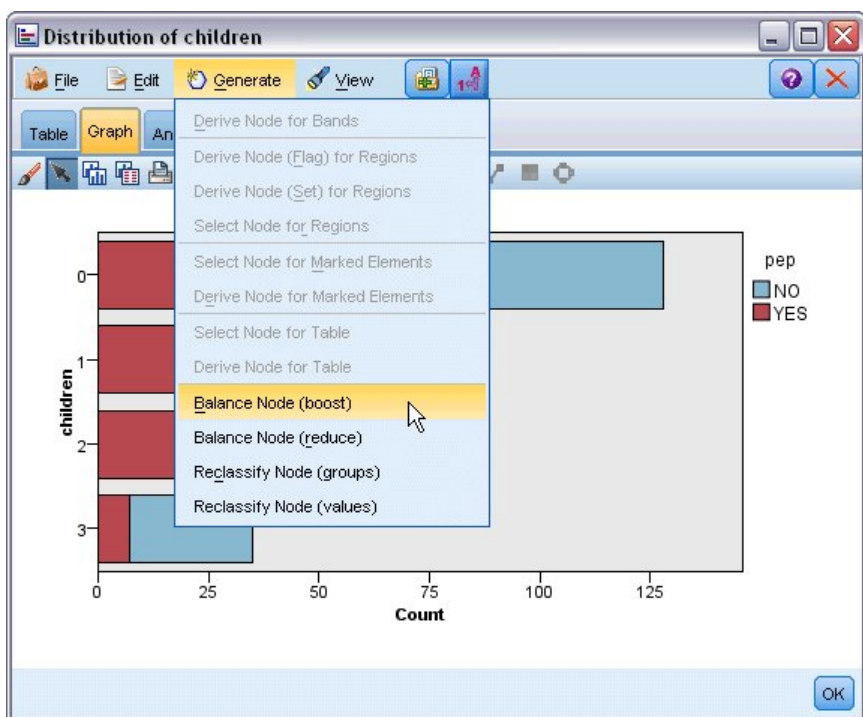 Distribution of children
File Edit Generate View
Table Graph An
Derive Node for Bands
Derive Node (Flag) for Regions
Derive Node (Set) for Regions
Select Node for Regions
Select Node for Marked Elements
Derive Node for Marked Elements
Select Node for Table
Derive Node for Table
Balance Node (boost)
Balance Node (reduce)
Reclassify Node (groups)
Reclassify Node (values)
pep
NO
YES
children
0
1
2
3
0 25 50 75 100 125
Count
OK